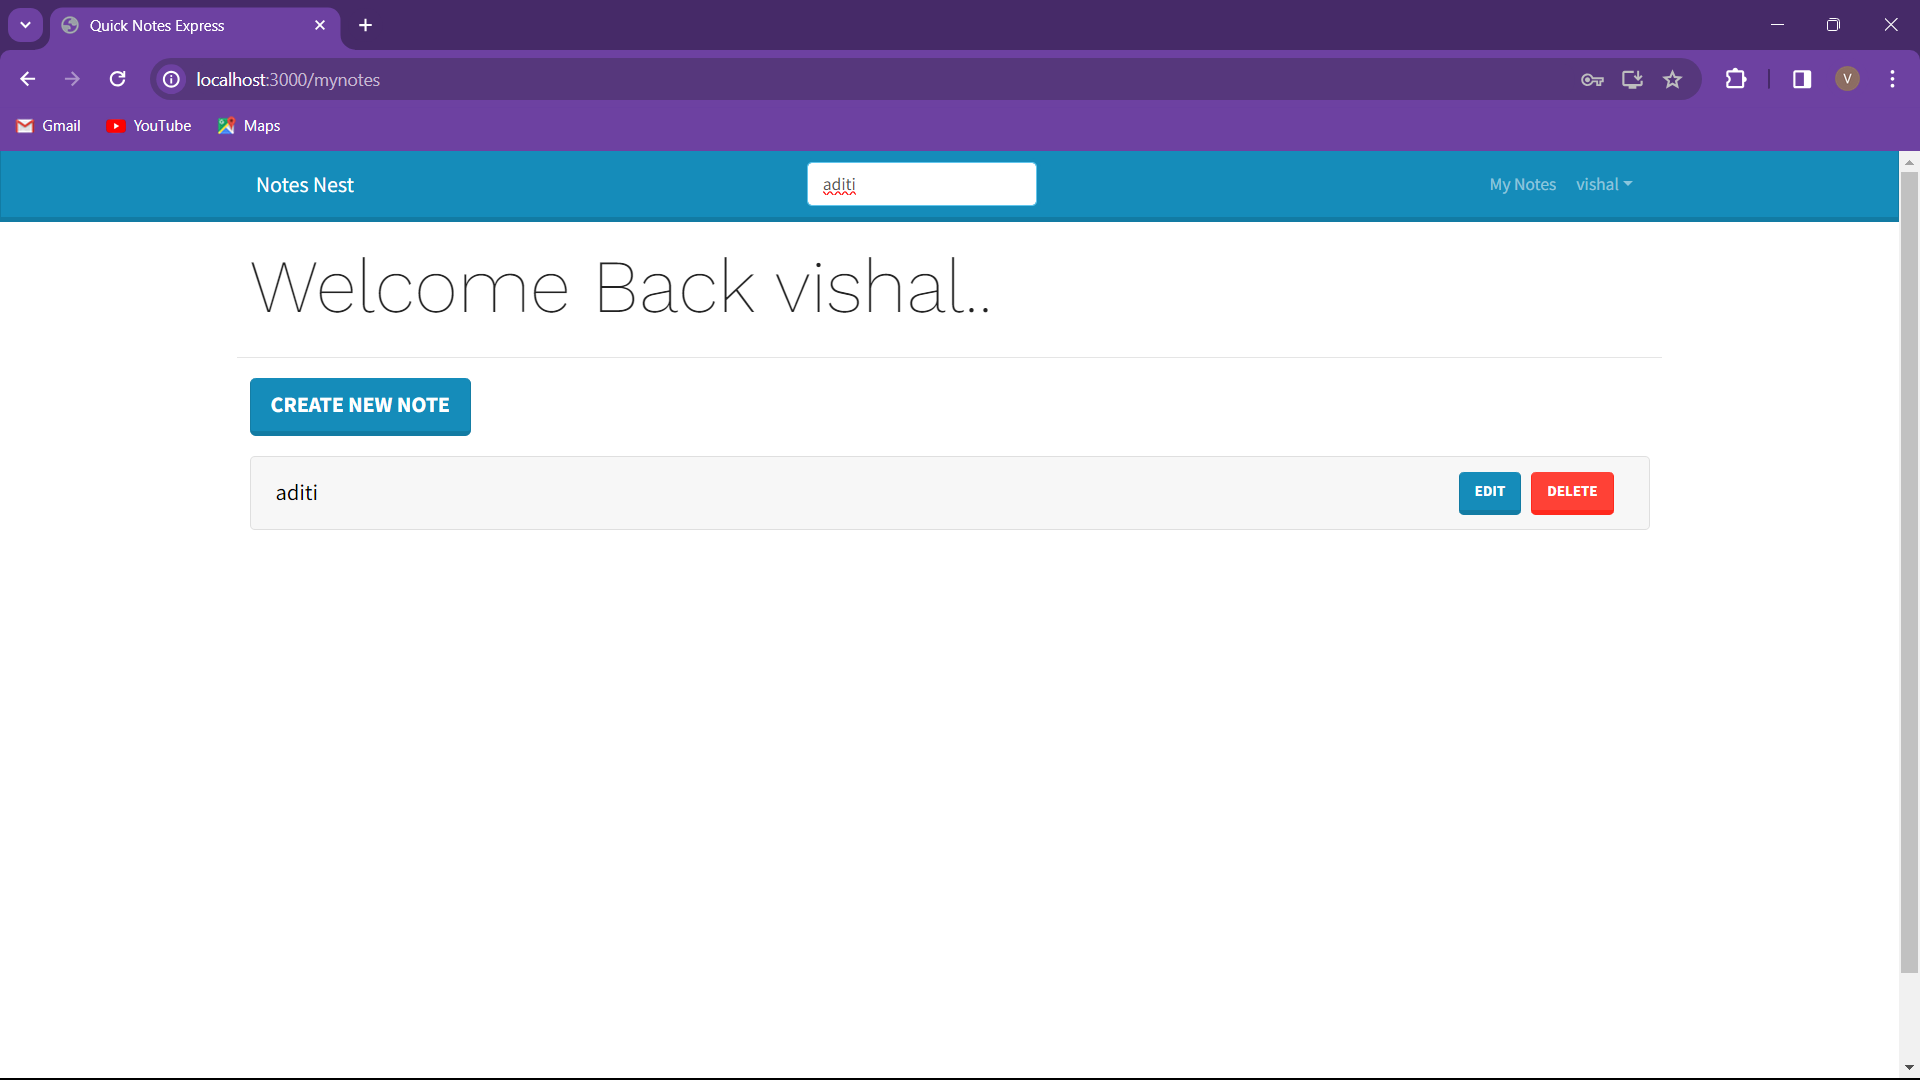 Quick Notes Express
localhost:3000/mynotes
V
Gmail YouTube Maps
Notes Nest aditi My Notes vishal
Welcome Back vishal..
CREATE NEW NOTE
aditi EDIT DELETE